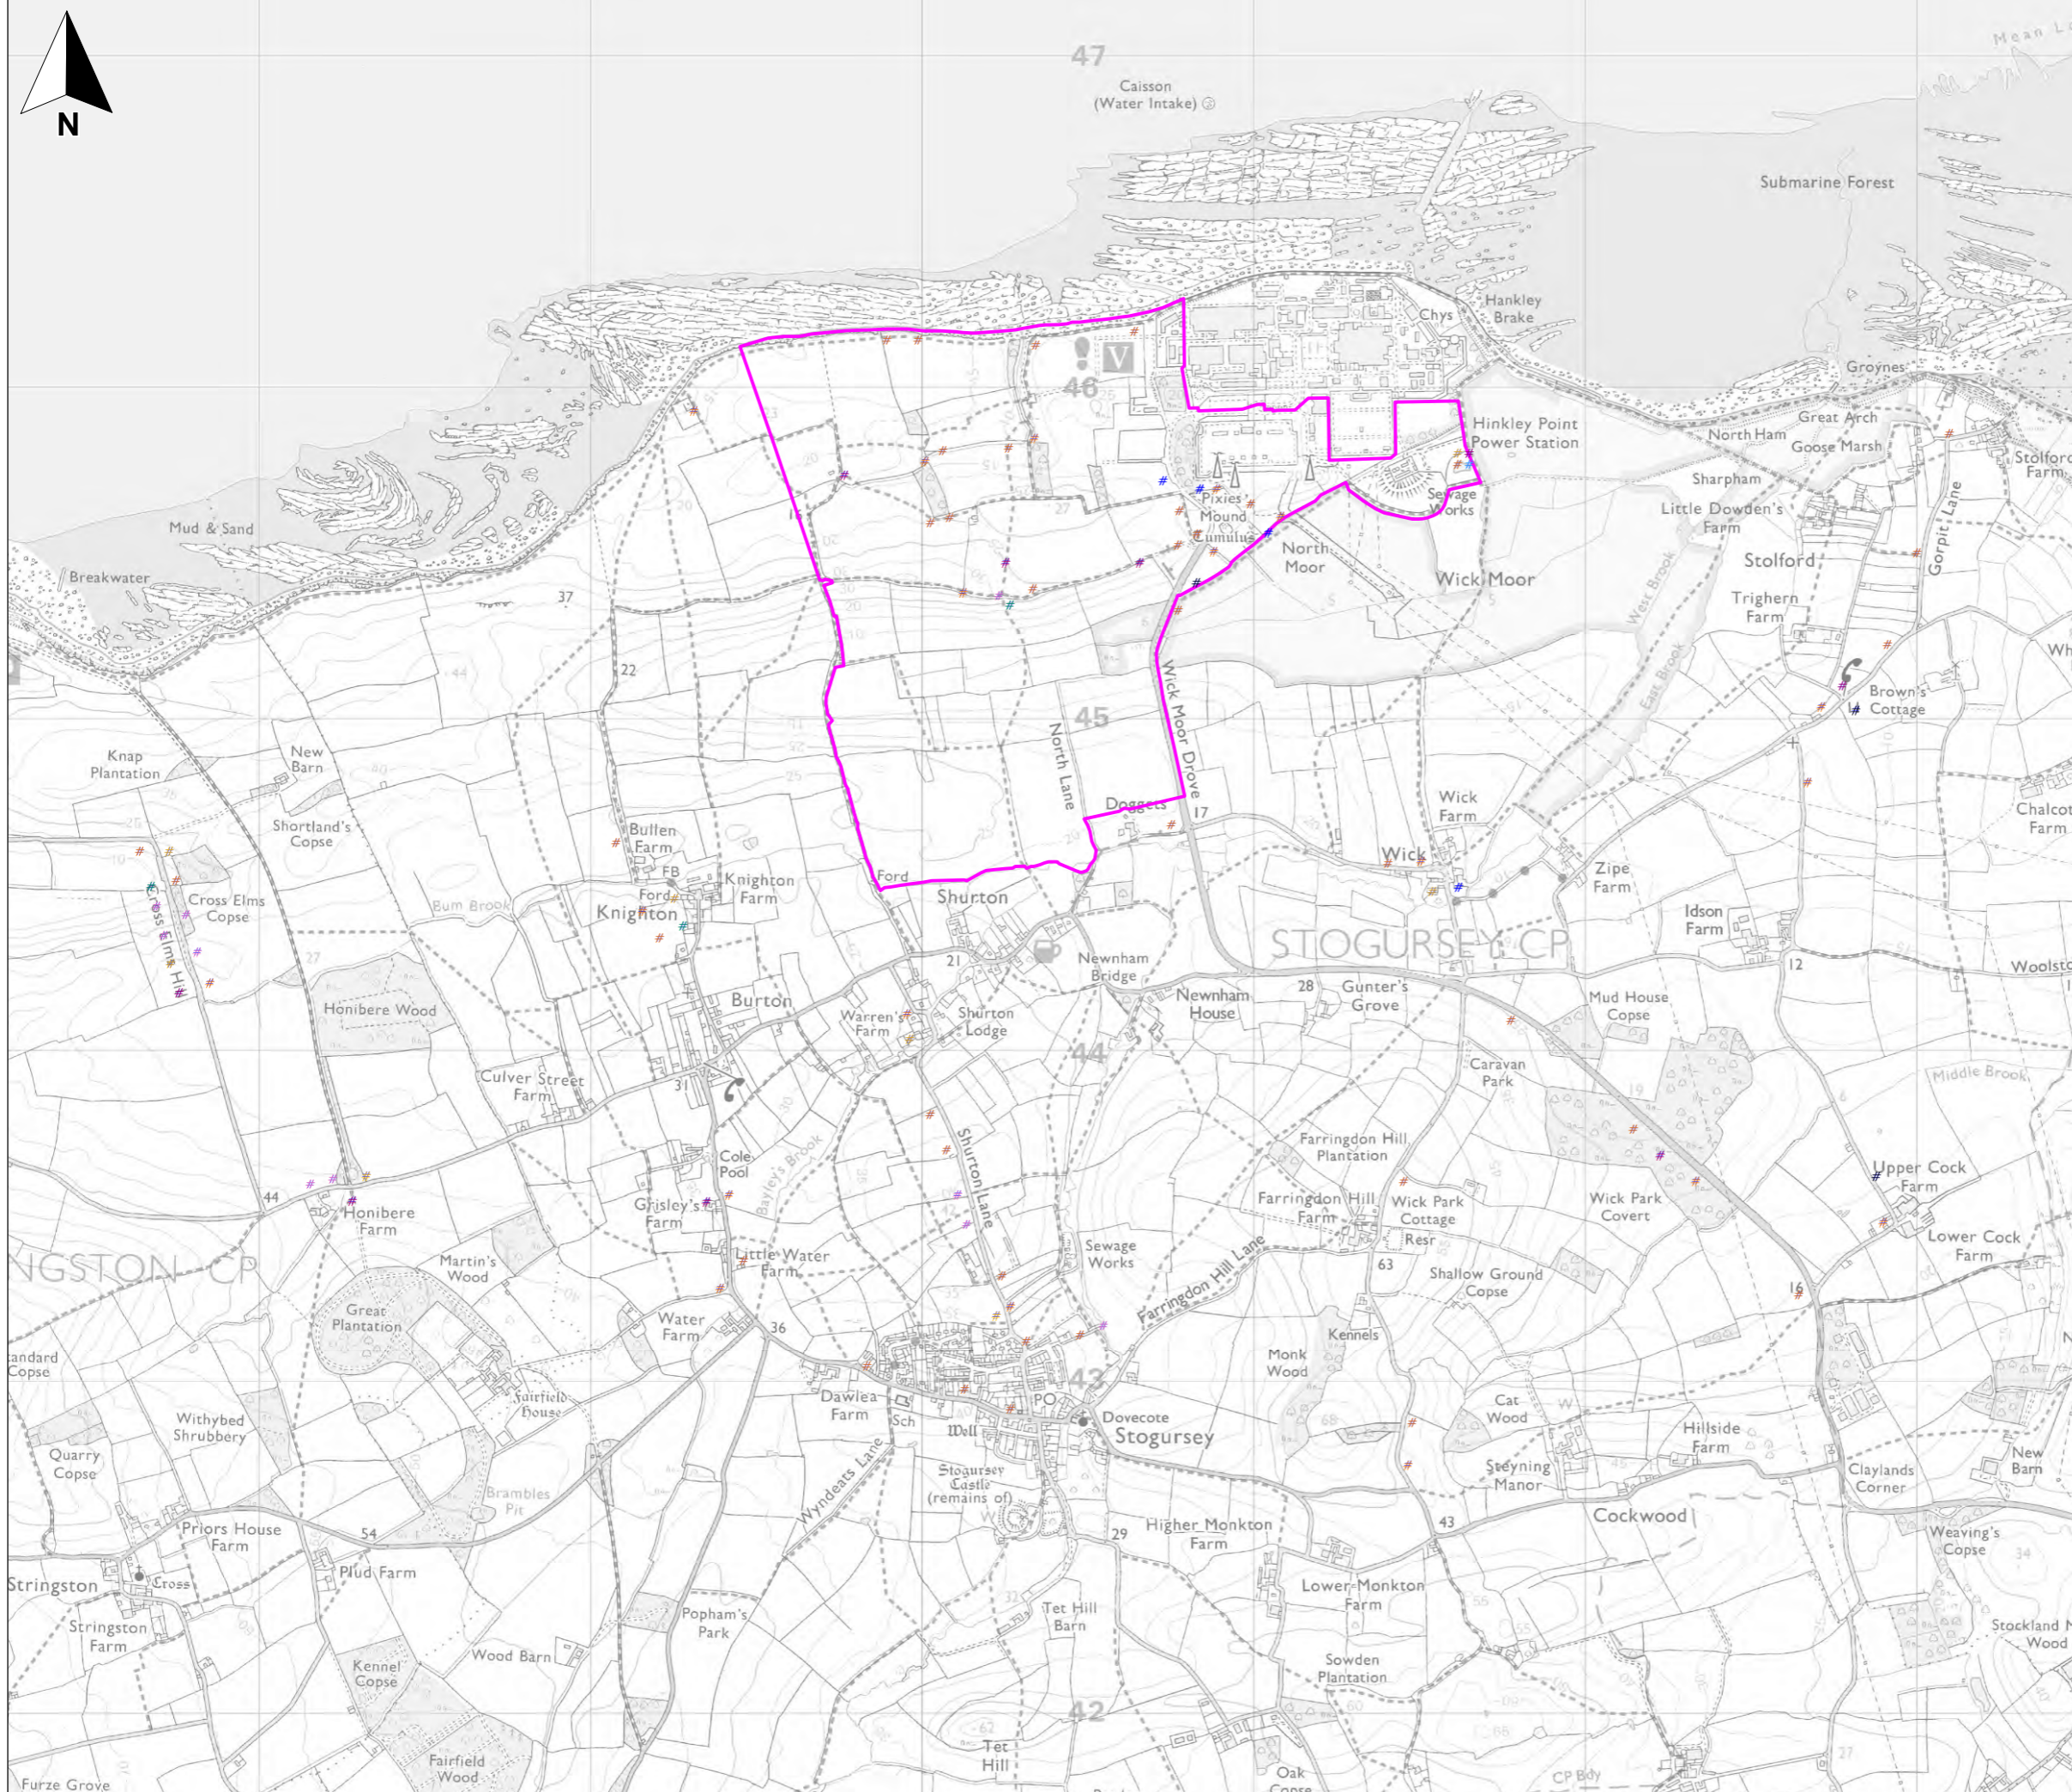 N
47
Caisson
(Water Intake)
Mean
Submarine Forest
Hankley
Brake
Chys
V
46
Groynes
Great Arch
North Ham
Goose Marsh
Hinkley Point
Power Station
Stolford
Farm
Sharpham
Sewage
Works
Little Dowden's
Farm
Gorpit Lane
Pixies'
Mound
Cumulus
27
20
15
Mud & Sand
Breakwater
North
Moor
Wick Moor
Stolford
West Brook
Trighern
Farm
37
22
44
East Brook
Brown's
Cottage
Wick Moor Drove
45
North Lane
Knap
Plantation
New
Barn
Shortland's
Copse
Doggets
17
Wick
Farm
Chalcot
Farm
Bullen
Farm
FB
Ford
Knighton
Knighton
Farm
Ford
Wick
Zipe
Farm
Cross Elms
Copse
Cross Elms Hill
Bum Brook
Shurton
Idson
Farm
STOGURSEY CP
21
Newnham
Bridge
12
27
Honibere Wood
Burton
Warren's
Farm
Shurton
Lodge
Newnham
House
28
Gunter's
Grove
Mud House
Copse
44
Culver Street
Farm
31
30
Caravan
Park
19
Middle Brook
Shurton Lane
Cole
Pool
Bayley's Brook
Farringdon Hill
Plantation
Upper Cock
Farm
44
Honibere
Farm
Grisley's
Farm
Farringdon Hill
Farm
Wick Park
Cottage
Resr
Wick Park
Covert
Lower Cock
Farm
NGSTON CP
Martin's
Wood
Little Water
Farm
Sewage
Works
63
Shallow Ground
Copse
16
Great
Plantation
Water
Farm
36
Farringdon Hill Lane
Kennels
andard
Copse
Monk
Wood
43
Fairfield
House
Dawlea
Farm
Sch
PO
Dovecote
Stogursey
Well
Cat
Wood
Hillside
Farm
Withybed
Shrubbery
68
New
Barn
Quarry
Copse
Stogursey
Castle
(remains of)
Steyning
Manor
Claylands
Corner
Brambles
Pit
Wyndeats Lane
Priors House
Farm
54
29
Higher Monkton
Farm
43
Cockwood
Weaving's
Copse
34
Stringston
Cross
Plud Farm
Lower Monkton
Farm
Stringston
Farm
Popham's
Park
32
Tet Hill
Barn
Stockland
Wood
Wood Barn
Kennel
Copse
Sowden
Plantation
42
62
Tet
Hill
Fairfield
Wood
27
Oak
Copse
CP Bdy
Furze Grove